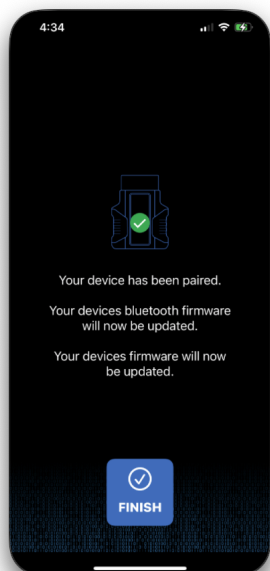 4:34
Your device has been paired.
Your devices bluetooth firmware
will now be updated.
Your devices firmware will now
be updated.
FINISH